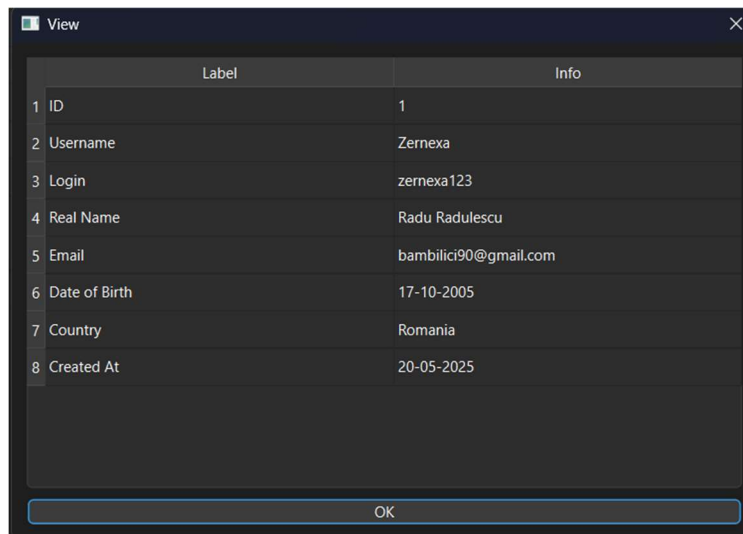 View
Label Info
1 ID 1
2 Username Zernexa
3 Login zernexa123
4 Real Name Radu Radulescu
5 Email bambilici90@gmail.com
6 Date of Birth 17-10-2005
7 Country Romania
8 Created At 20-05-2025
OK